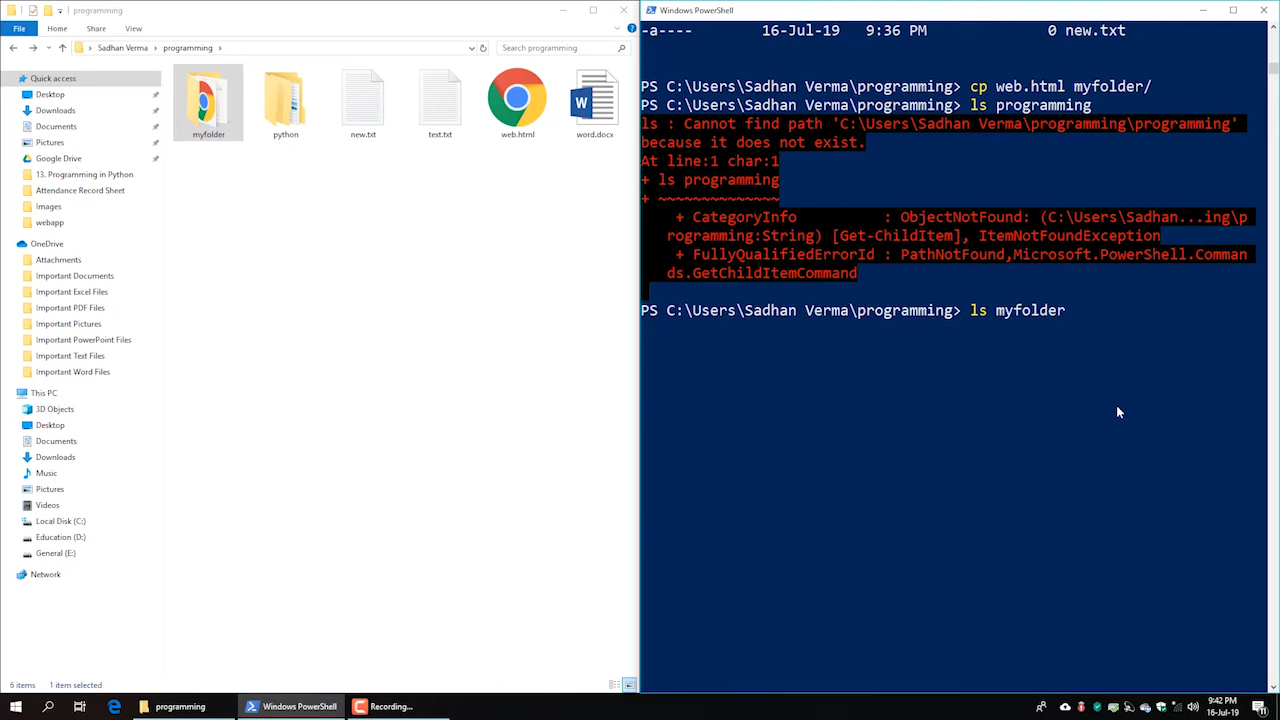 programming
Windows PowerShell
File Home Share View
Sadhan Verma programming
Search programming
Quick access
Desktop
Downloads
Documents
Pictures
Google Drive
13. Programming in Python
Attendance Record Sheet
Images
webapp
OneDrive
Attachments
Important Documents
Important Excel Files
Important PDF Files
Important Pictures
Important PowerPoint Files
Important Text Files
Important Word Files
This PC
3D Objects
Desktop
Documents
Downloads
Music
Pictures
Videos
Local Disk (C:)
Education (D:)
General (E:)
Network
myfolder python new.txt text.txt web.html word.docx
W
6 items 1 item selected
-a---- 16-Jul-19 9:36 PM 0 new.txt
PS C:\Users\Sadhan Verma\programming> cp web.html myfolder/
PS C:\Users\Sadhan Verma\programming> ls programming
ls : Cannot find path 'C:\Users\Sadhan Verma\programming\programming'
because it does not exist.
At line:1 char:1
+ ls programming
+ ~~~~~~~~~~~~~~
+ CategoryInfo : ObjectNotFound: (C:\Users\Sadhan...ing\p
rogramming:String) [Get-ChildItem], ItemNotFoundException
+ FullyQualifiedErrorId : PathNotFound,Microsoft.PowerShell.Comman
ds.GetChildItemCommand
PS C:\Users\Sadhan Verma\programming> ls myfolder
programming
Windows PowerShell
Recording...
9:42 PM
16-Jul-19